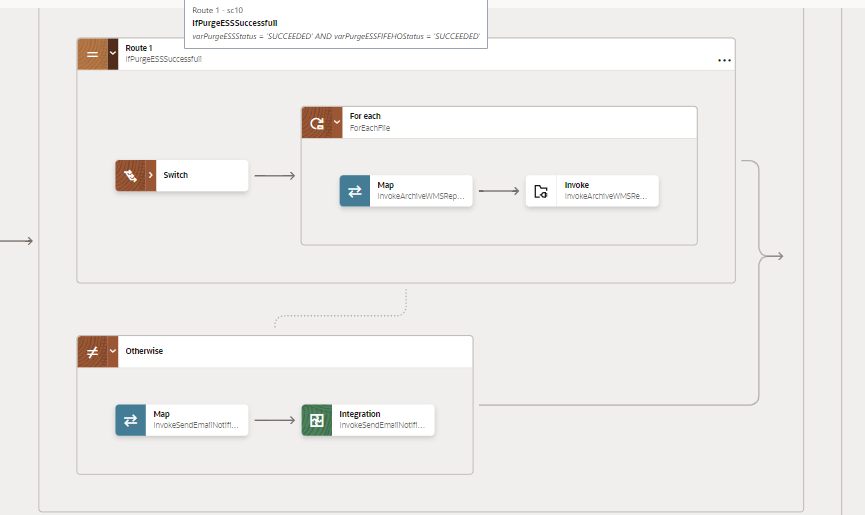 Route 1 - sc10
IfPurgeESSSuccessfull
varPurgeESSStatus = 'SUCCEEDED' AND varPurgeESSFIFEHOStatus = 'SUCCEEDED'
Route 1
IfPurgeESSSuccessfull
For each
ForEachFile
Switch
Map
InvokeArchiveWMSRep...
Invoke
InvokeArchiveWMSRe...
Otherwise
Map
InvokeSendEmailNotifi...
Integration
InvokeSendEmailNotifi...